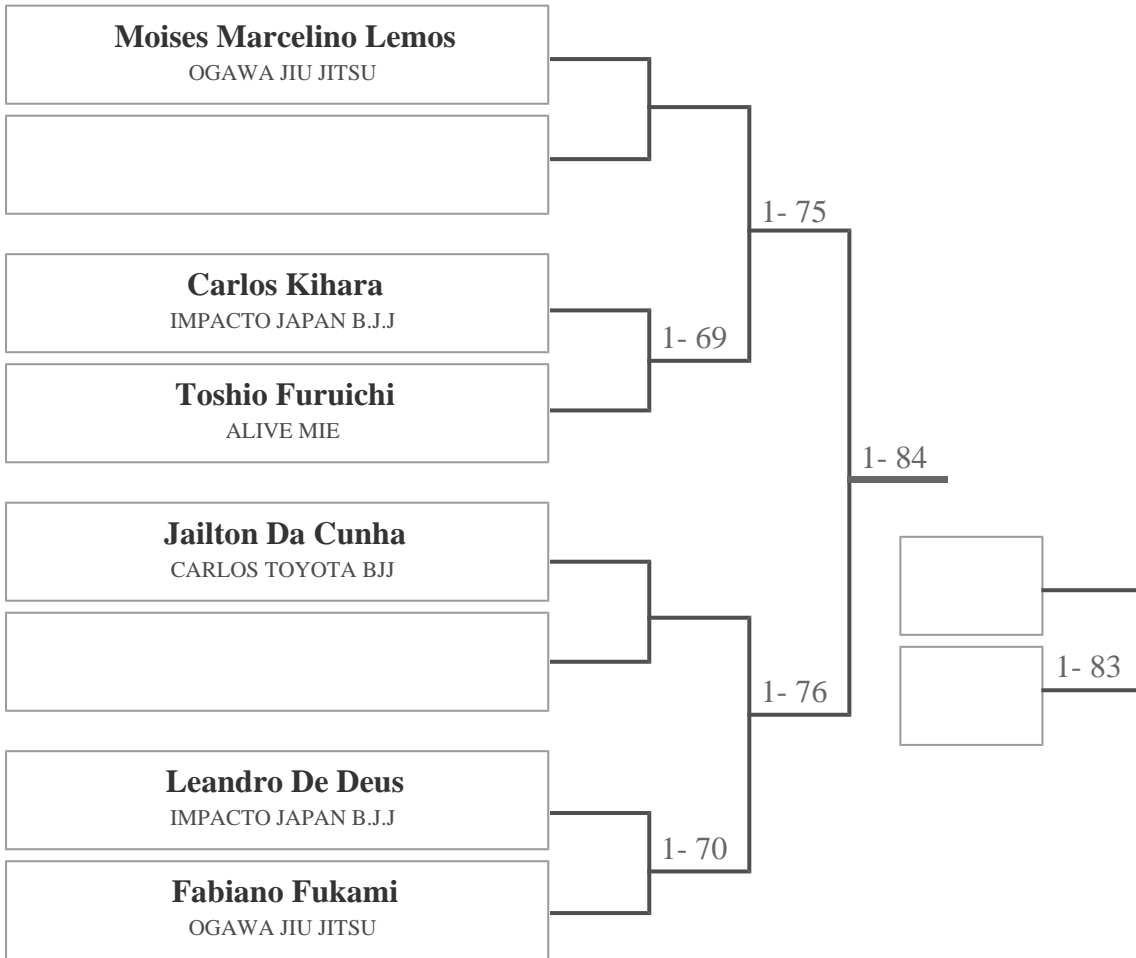 Moises Marcelino Lemos
OGAWA JIU JITSU
1- 75
Carlos Kihara
IMPACTO JAPAN B.J.J
1- 69
Toshio Furuichi
ALIVE MIE
1- 84
Jailton Da Cunha
CARLOS TOYOTA BJJ
1- 83
1- 76
Leandro De Deus
IMPACTO JAPAN B.J.J
1- 70
Fabiano Fukami
OGAWA JIU JITSU